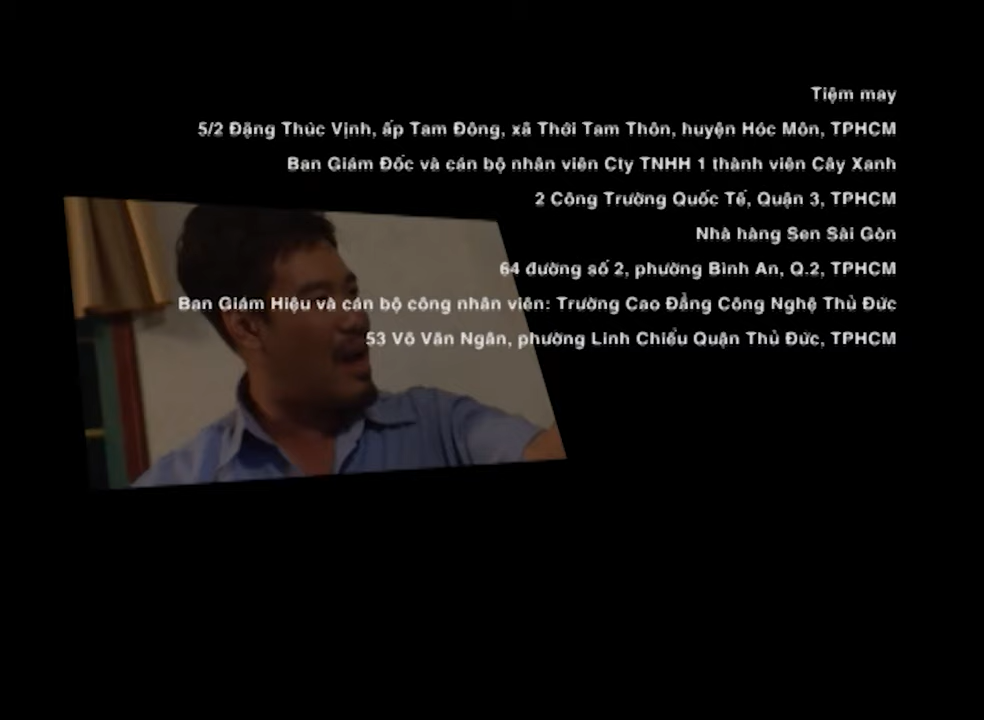 Tiệm may
5/2 Đặng Thúc Vịnh, ấp Tam Đông, xã Thới Tam Thôn, huyện Hóc Môn, TPHCM
Ban Giám Đốc và cán bộ nhân viên Cty TNHH 1 thành viên Cây Xanh
2 Công Trường Quốc Tế, Quận 3, TPHCM
Nhà hàng Sen Sài Gòn
64 đường số 2, phường Bình An, Q.2, TPHCM
Ban Giám Hiệu và cán bộ công nhân viên: Trường Cao Đẳng Công Nghệ Thủ Đức
53 Võ Văn Ngân, phường Linh Chiểu Quận Thủ Đức, TPHCM